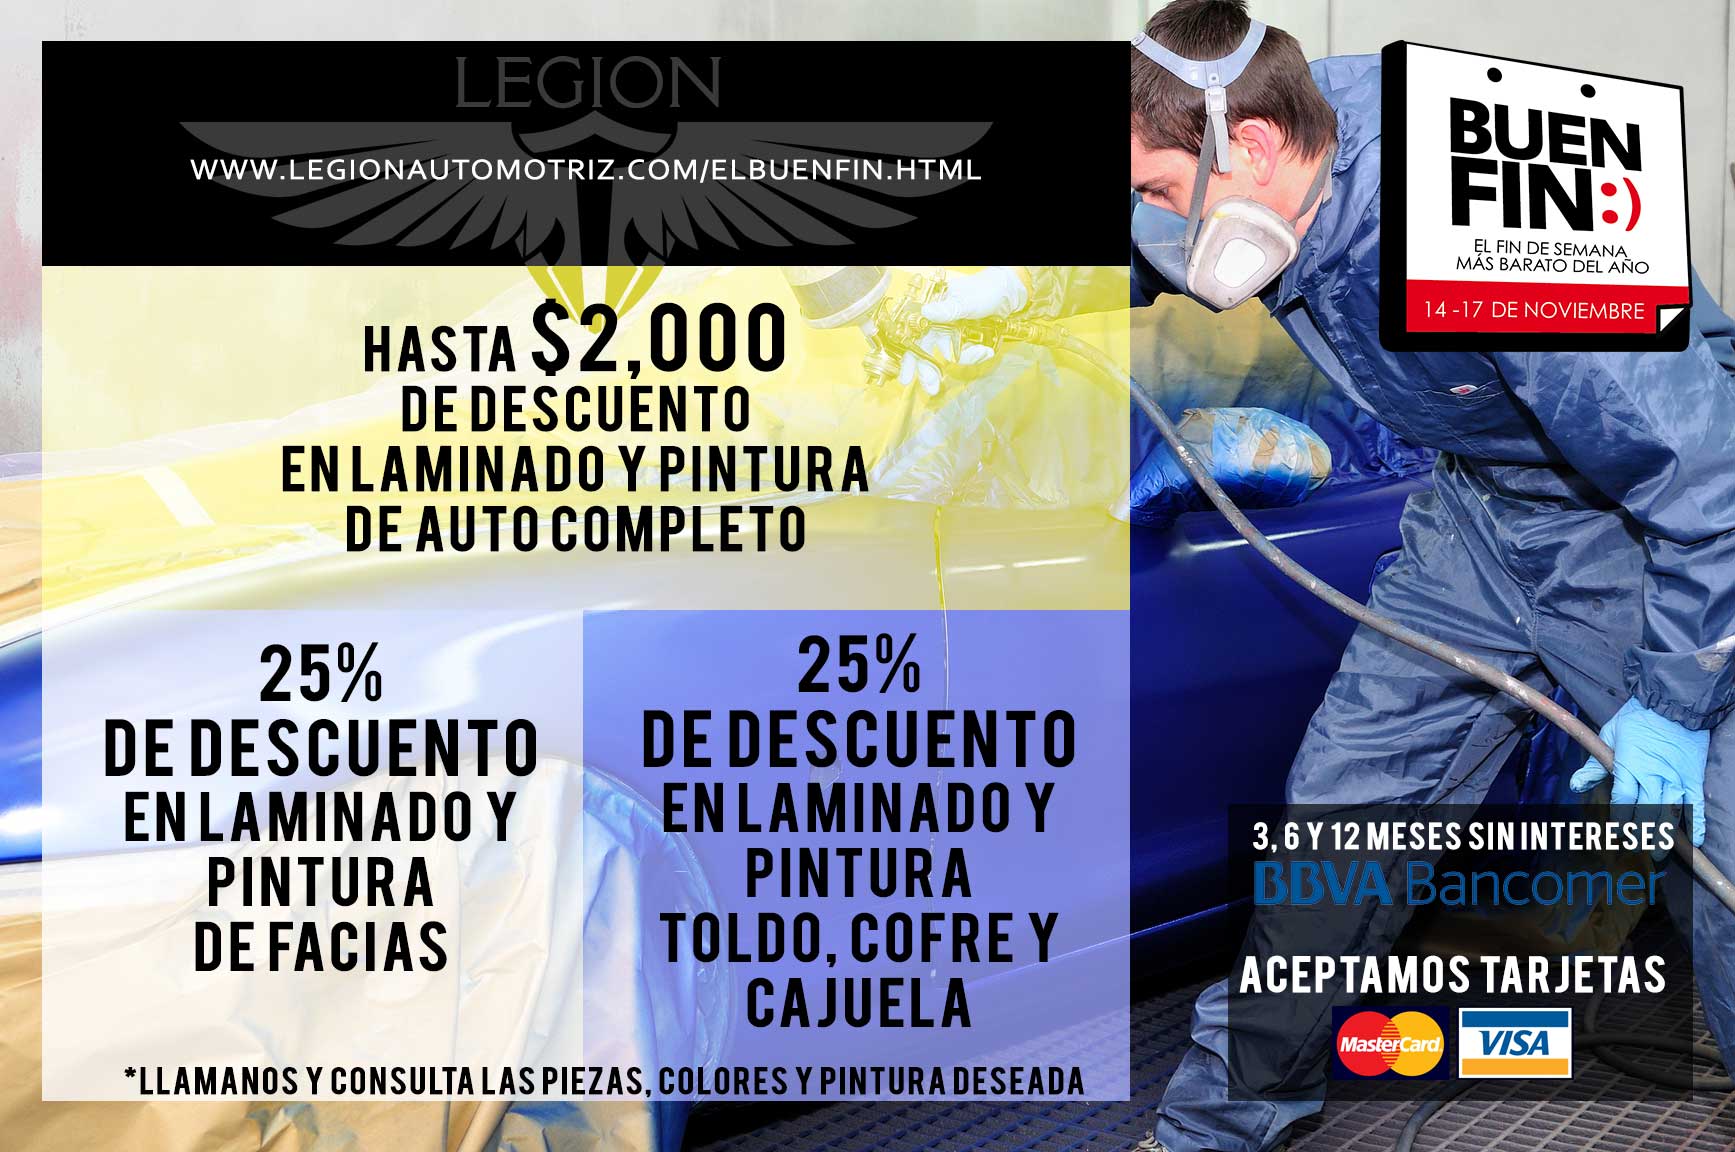 LEGION
WWW.LEGIONAUTOMOTRIZ.COM/ELBUENFIN.HTML
BUEN
FIN:)
EL FIN DE SEMANA
MÁS BARATO DEL AÑO
14 -17 DE NOVIEMBRE
HASTA $2,000
DE DESCUENTO
EN LAMINADO Y PINTURA
DE AUTO COMPLETO
25%
DE DESCUENTO
EN LAMINADO Y
PINTURA
DE FACIAS
25%
DE DESCUENTO
EN LAMINADO Y
PINTURA
TOLDO, COFRE Y
CAJUELA
*LLAMANOS Y CONSULTA LAS PIEZAS, COLORES Y PINTURA DESEADA
3, 6 Y 12 MESES SIN INTERESES
BBVA Bancomer
ACEPTAMOS TARJETAS
MasterCard
VISA